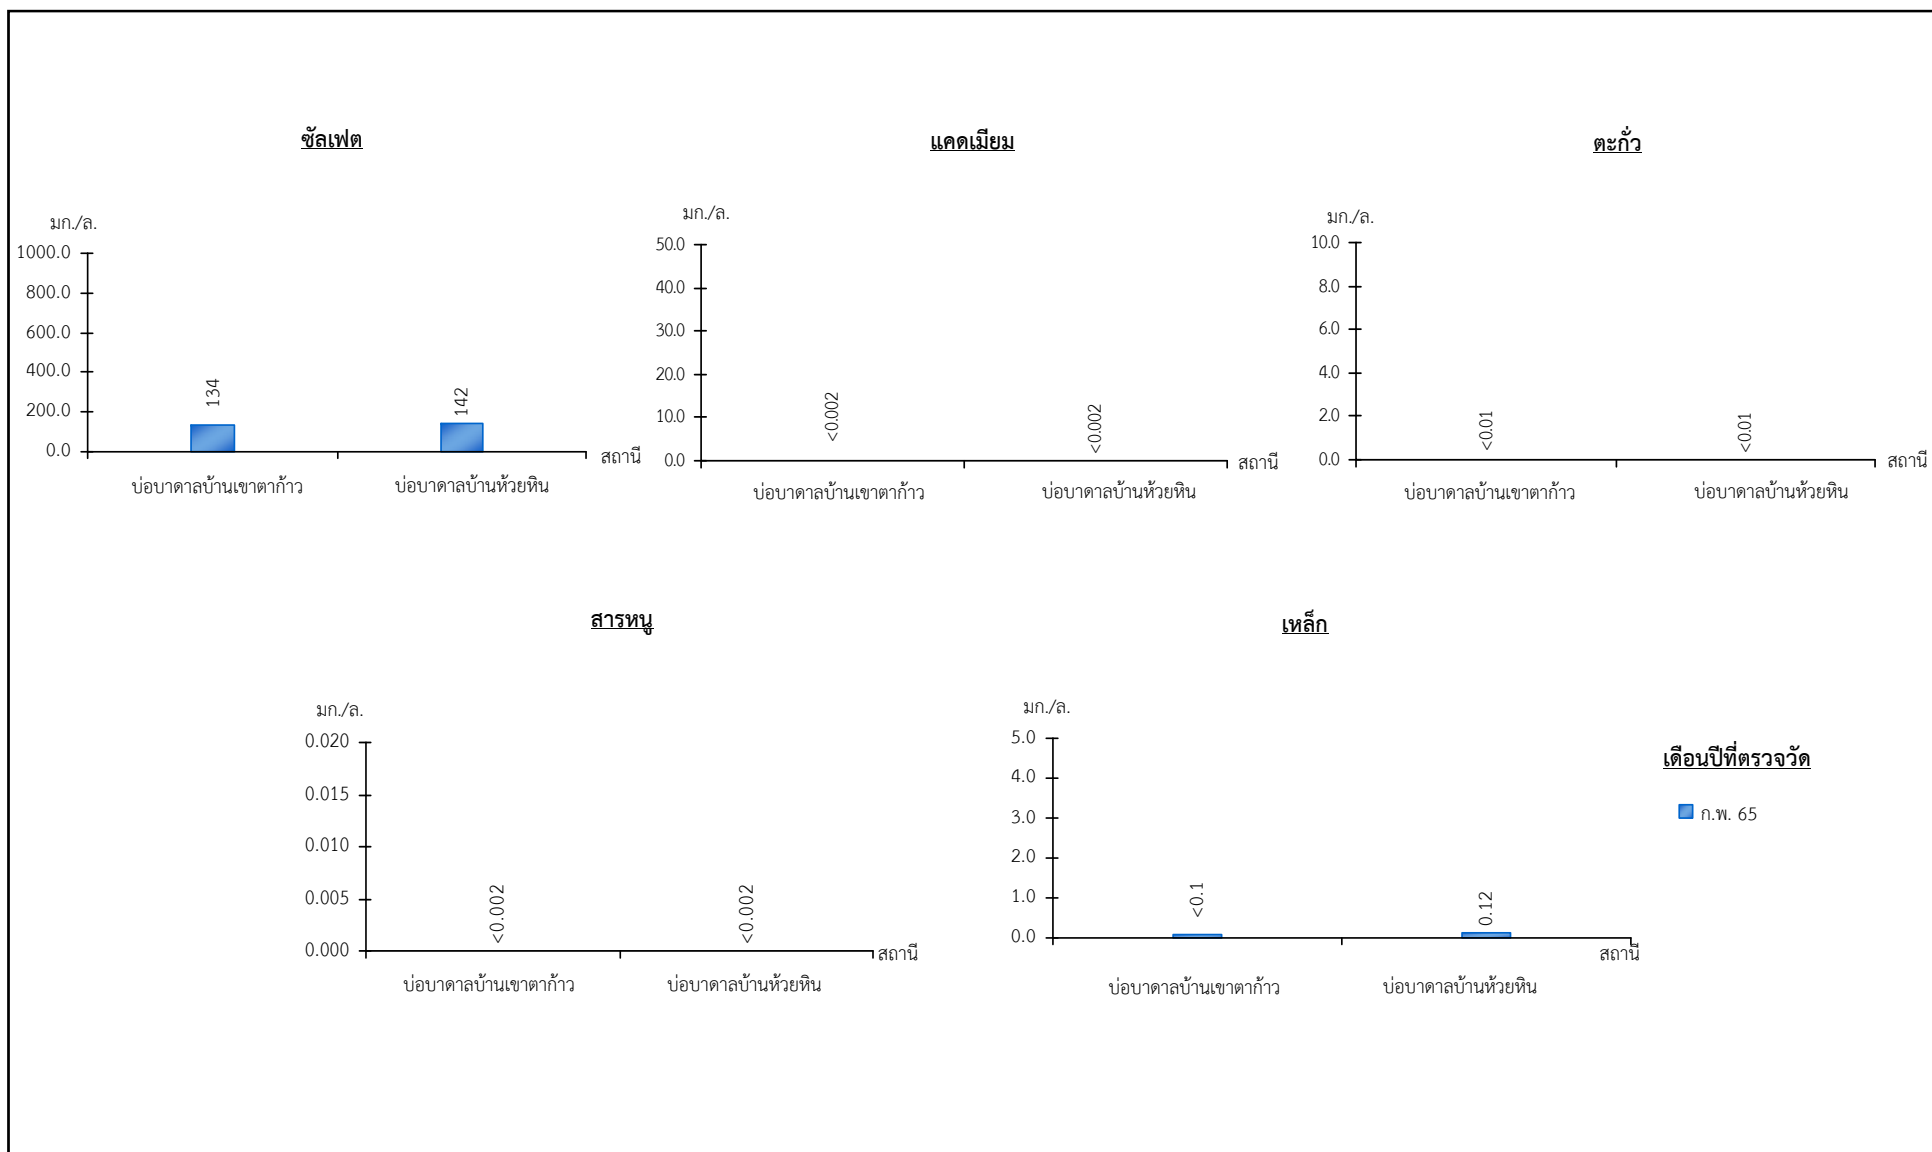 ซัลเฟต
มก./ล.
1000.0
800.0
600.0
400.0
200.0
0.0
134
142
สถานี
บ่อบาดาลบ้านเขาตาก้าว
บ่อบาดาลบ้านห้วยหิน
แคดเมียม
มก./ล.
50.0
40.0
30.0
20.0
10.0
0.0
<0.002
<0.002
สถานี
บ่อบาดาลบ้านเขาตาก้าว
บ่อบาดาลบ้านห้วยหิน
ตะกั่ว
มก./ล.
10.0
8.0
6.0
4.0
2.0
0.0
<0.01
<0.01
สถานี
บ่อบาดาลบ้านเขาตาก้าว
บ่อบาดาลบ้านห้วยหิน
สารหนู
มก./ล.
0.020
0.015
0.010
0.005
0.000
<0.002
<0.002
สถานี
บ่อบาดาลบ้านเขาตาก้าว
บ่อบาดาลบ้านห้วยหิน
เหล็ก
มก./ล.
5.0
4.0
3.0
2.0
1.0
0.0
<0.1
0.12
สถานี
บ่อบาดาลบ้านเขาตาก้าว
บ่อบาดาลบ้านห้วยหิน
เดือนปีที่ตรวจวัด
ก.พ. 65